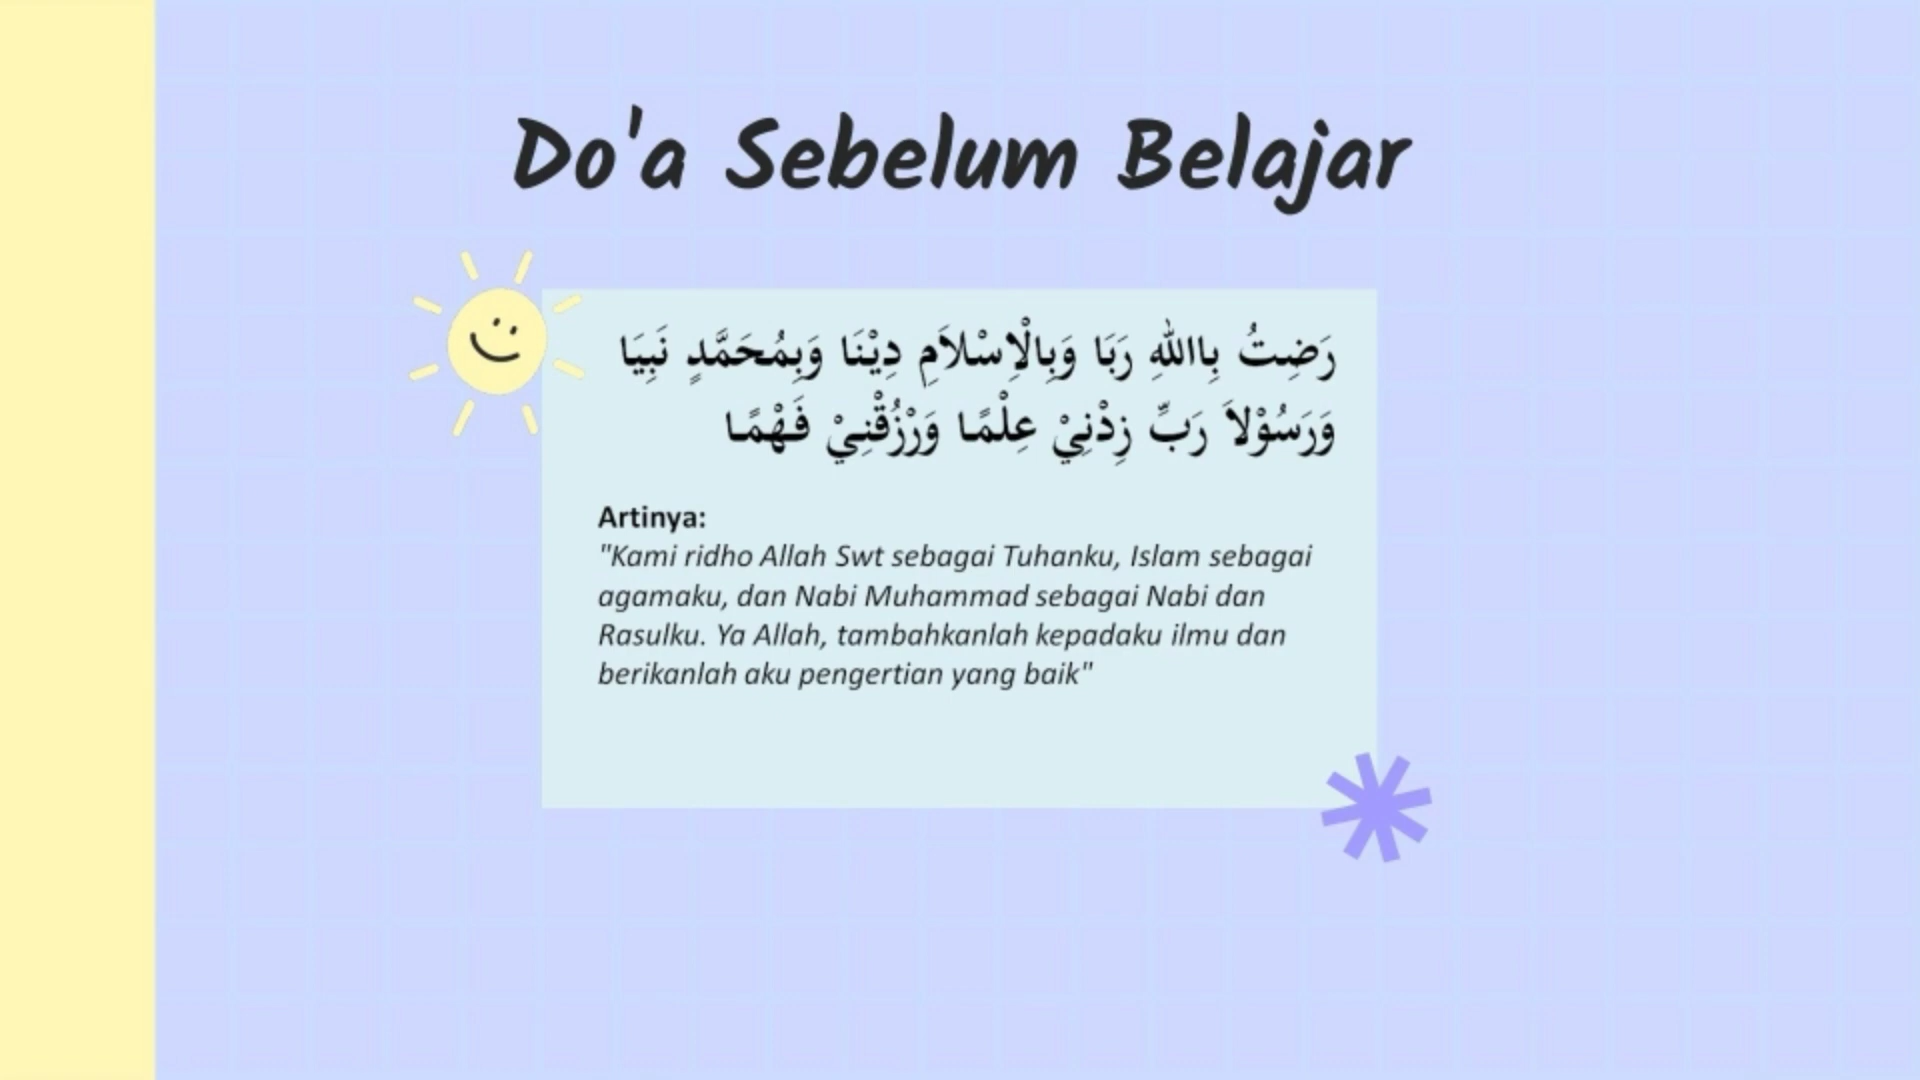 Do'a Sebelum Belajar
رَضِتُ بِاللهِ رَبَا وَبِالْاِسْلاَمِ دِيْنَا وَبِمُحَمَّدٍ نَبِيَا
وَرَسُوْلاَ رَبِّ زِدْنِيْ عِلْمًا وَرْزُقْنِيْ فَهْمًا
Artinya:
"Kami ridho Allah Swt sebagai Tuhanku, Islam sebagai
agamaku, dan Nabi Muhammad sebagai Nabi dan
Rasulku. Ya Allah, tambahkanlah kepadaku ilmu dan
berikanlah aku pengertian yang baik"